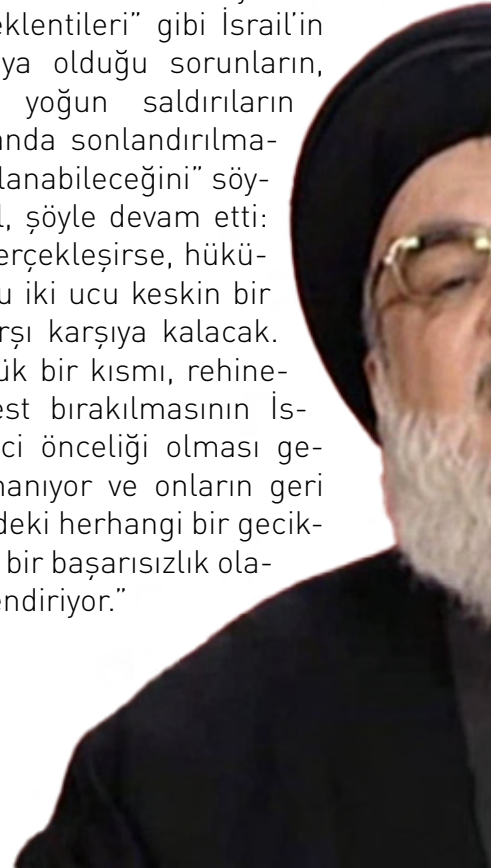 eklentileri” gibi İsrail’in
ya olduğu sorunların,
yoğun saldırıların
anda sonlandırılma-
lanabileceğini” söy-
l, şöyle devam etti:
erçekleşirse, hükü-
u iki ucu keskin bir
rşı karşıya kalacak.
ük bir kısmı, rehine-
est bırakılmasının İs-
ci önceliği olması ge-
nanıyor ve onların geri
deki herhangi bir gecik-
bir başarısızlık ola-
endiriyor.”